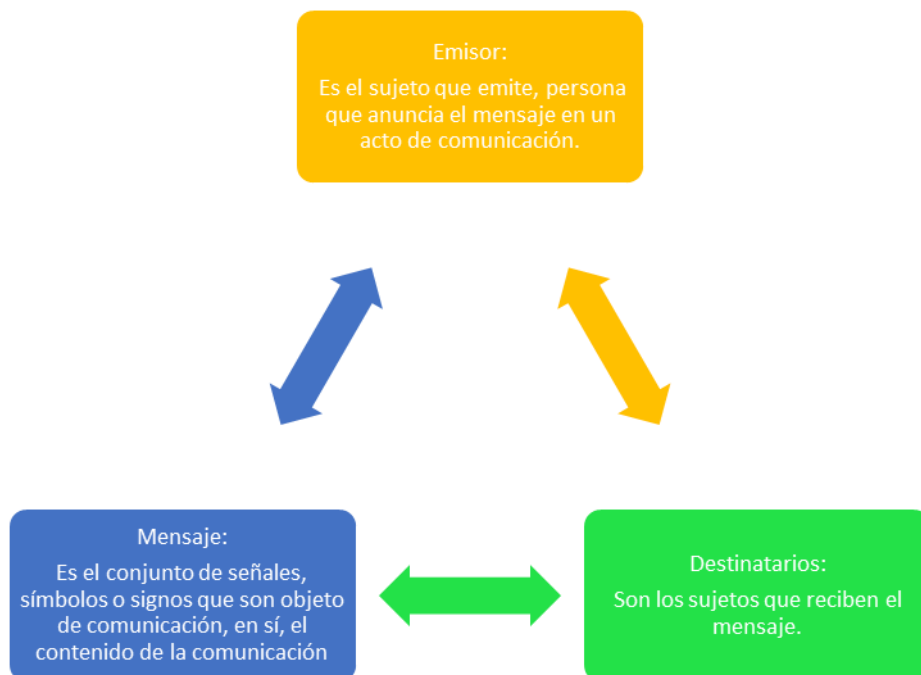 Emisor:
Es el sujeto que emite, persona
que anuncia el mensaje en un
acto de comunicación.
Mensaje:
Es el conjunto de señales,
símbolos o signos que son objeto
de comunicación, en sí, el
contenido de la comunicación
Destinatarios:
Son los sujetos que reciben el
mensaje.